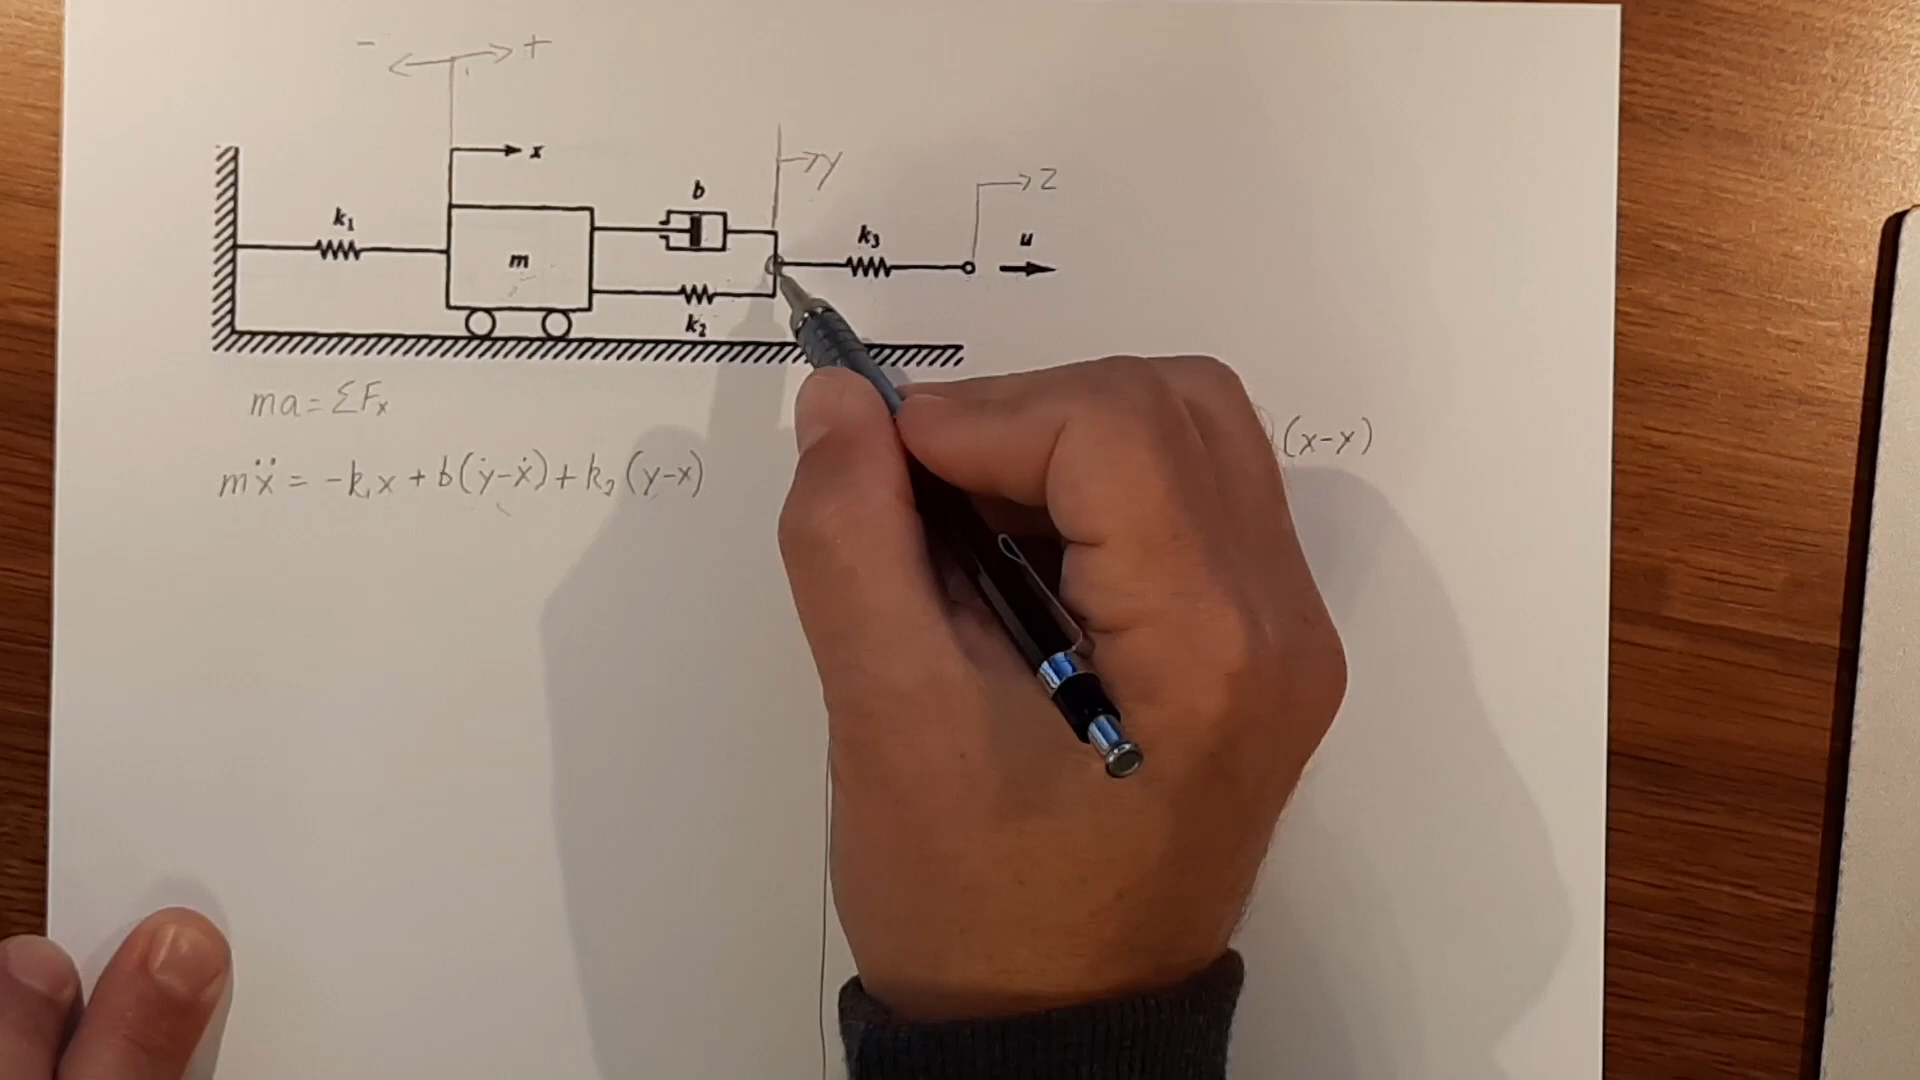 - +
x
y
z
b
k₁
k₃
u
m
k₂
ma = ΣFₓ
mẍ = -k₁x + b(ẏ-ẋ) + k₂(y-x)
(x-y)